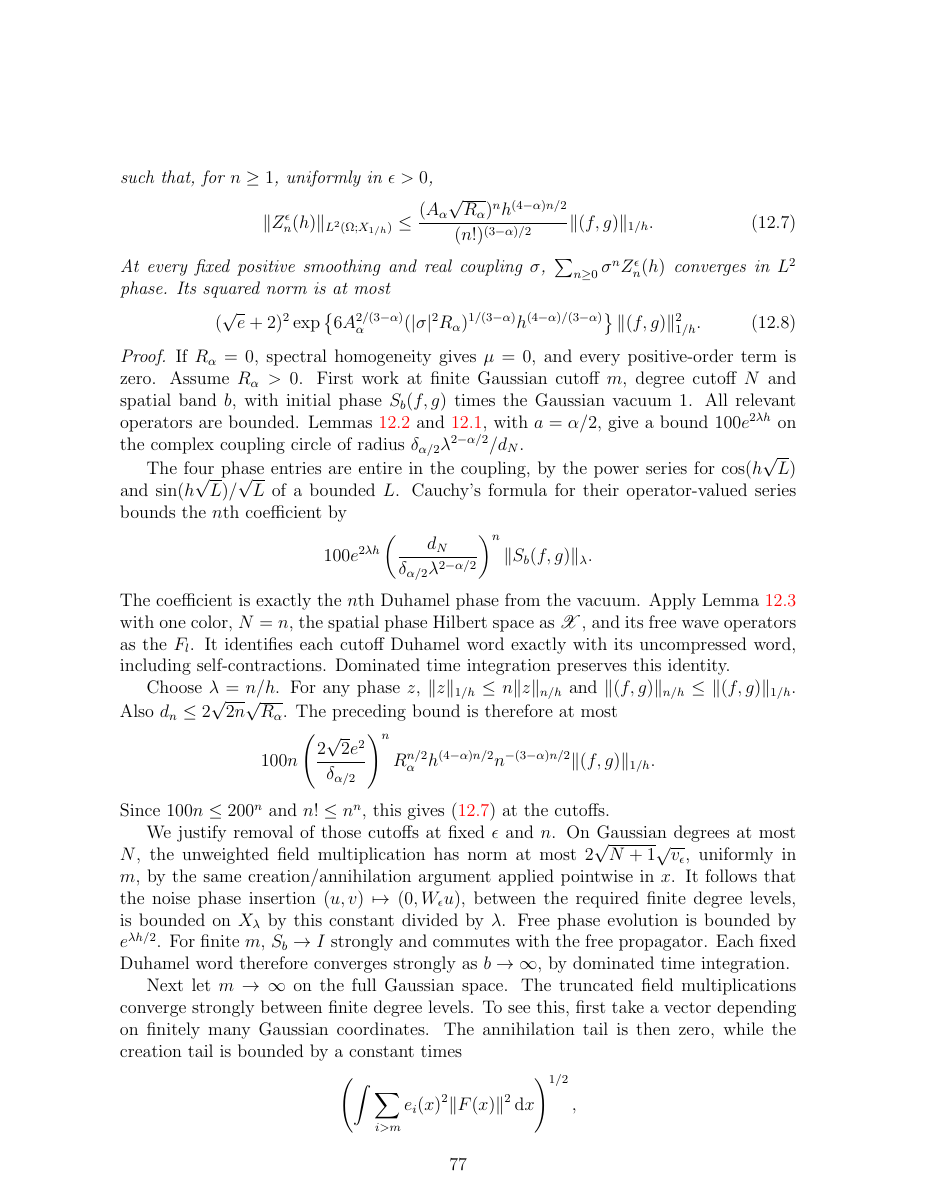 such that, for n ≥ 1, uniformly in ϵ > 0,
‖Z_n^ϵ(h)‖_{L²(Ω;X_{1/h})} ≤ (A_α√R_α)^n h^{(4−α)n/2} / (n!)^{(3−α)/2} ‖(f, g)‖_{1/h}. (12.7)
At every fixed positive smoothing and real coupling σ, ∑_{n≥0} σ^n Z_n^ϵ(h) converges in L²
phase. Its squared norm is at most
(√e + 2)² exp {6A_α^{2/(3−α)}(|σ|²R_α)^{1/(3−α)}h^{(4−α)/(3−α)}} ‖(f, g)‖²_{1/h}. (12.8)
Proof. If R_α = 0, spectral homogeneity gives μ = 0, and every positive-order term is
zero. Assume R_α > 0. First work at finite Gaussian cutoff m, degree cutoff N and
spatial band b, with initial phase S_b(f, g) times the Gaussian vacuum 1. All relevant
operators are bounded. Lemmas 12.2 and 12.1, with a = α/2, give a bound 100e^{2λh} on
the complex coupling circle of radius δ_{α/2}λ^{2−α/2}/d_N.
The four phase entries are entire in the coupling, by the power series for cos(h√L)
and sin(h√L)/√L of a bounded L. Cauchy's formula for their operator-valued series
bounds the nth coefficient by
100e^{2λh} (d_N / (δ_{α/2}λ^{2−α/2}))^n ‖S_b(f, g)‖_λ.
The coefficient is exactly the nth Duhamel phase from the vacuum. Apply Lemma 12.3
with one color, N = n, the spatial phase Hilbert space as 𝒳, and its free wave operators
as the F_l. It identifies each cutoff Duhamel word exactly with its uncompressed word,
including self-contractions. Dominated time integration preserves this identity.
Choose λ = n/h. For any phase z, ‖z‖_{1/h} ≤ n‖z‖_{n/h} and ‖(f, g)‖_{n/h} ≤ ‖(f, g)‖_{1/h}.
Also d_n ≤ 2√2n√R_α. The preceding bound is therefore at most
100n (2√2e² / δ_{α/2})^n R_α^{n/2} h^{(4−α)n/2} n^{−(3−α)n/2} ‖(f, g)‖_{1/h}.
Since 100n ≤ 200^n and n! ≤ n^n, this gives (12.7) at the cutoffs.
We justify removal of those cutoffs at fixed ϵ and n. On Gaussian degrees at most
N, the unweighted field multiplication has norm at most 2√N + 1√v_ϵ, uniformly in
m, by the same creation/annihilation argument applied pointwise in x. It follows that
the noise phase insertion (u, v) ↦ (0, W_ϵu), between the required finite degree levels,
is bounded on X_λ by this constant divided by λ. Free phase evolution is bounded by
e^{λh/2}. For finite m, S_b → I strongly and commutes with the free propagator. Each fixed
Duhamel word therefore converges strongly as b → ∞, by dominated time integration.
Next let m → ∞ on the full Gaussian space. The truncated field multiplications
converge strongly between finite degree levels. To see this, first take a vector depending
on finitely many Gaussian coordinates. The annihilation tail is then zero, while the
creation tail is bounded by a constant times
(∫ ∑_{i>m} e_i(x)²‖F(x)‖² dx)^{1/2},
77